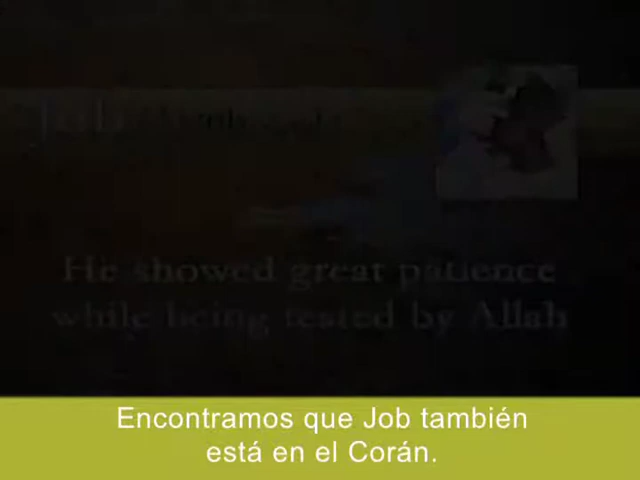 He showed great patience
while being tested by Allah
Encontramos que Job también
está en el Corán.